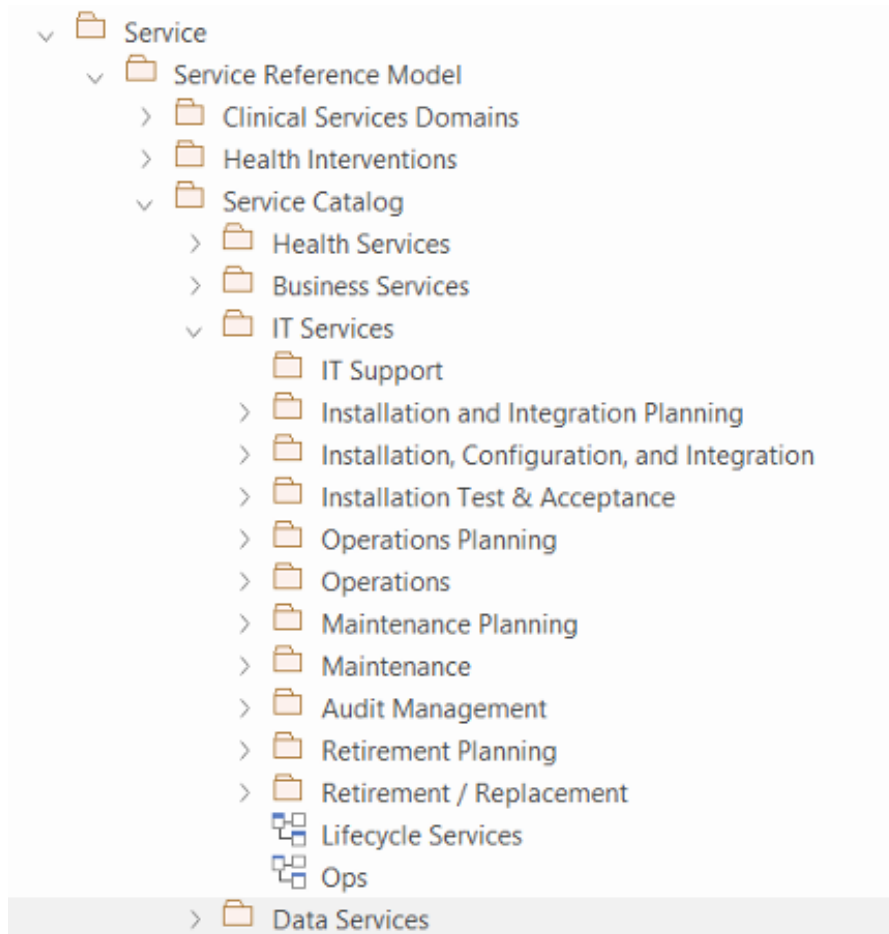 Service
Service Reference Model
Clinical Services Domains
Health Interventions
Service Catalog
Health Services
Business Services
IT Services
IT Support
Installation and Integration Planning
Installation, Configuration, and Integration
Installation Test & Acceptance
Operations Planning
Operations
Maintenance Planning
Maintenance
Audit Management
Retirement Planning
Retirement / Replacement
Lifecycle Services
Ops
Data Services